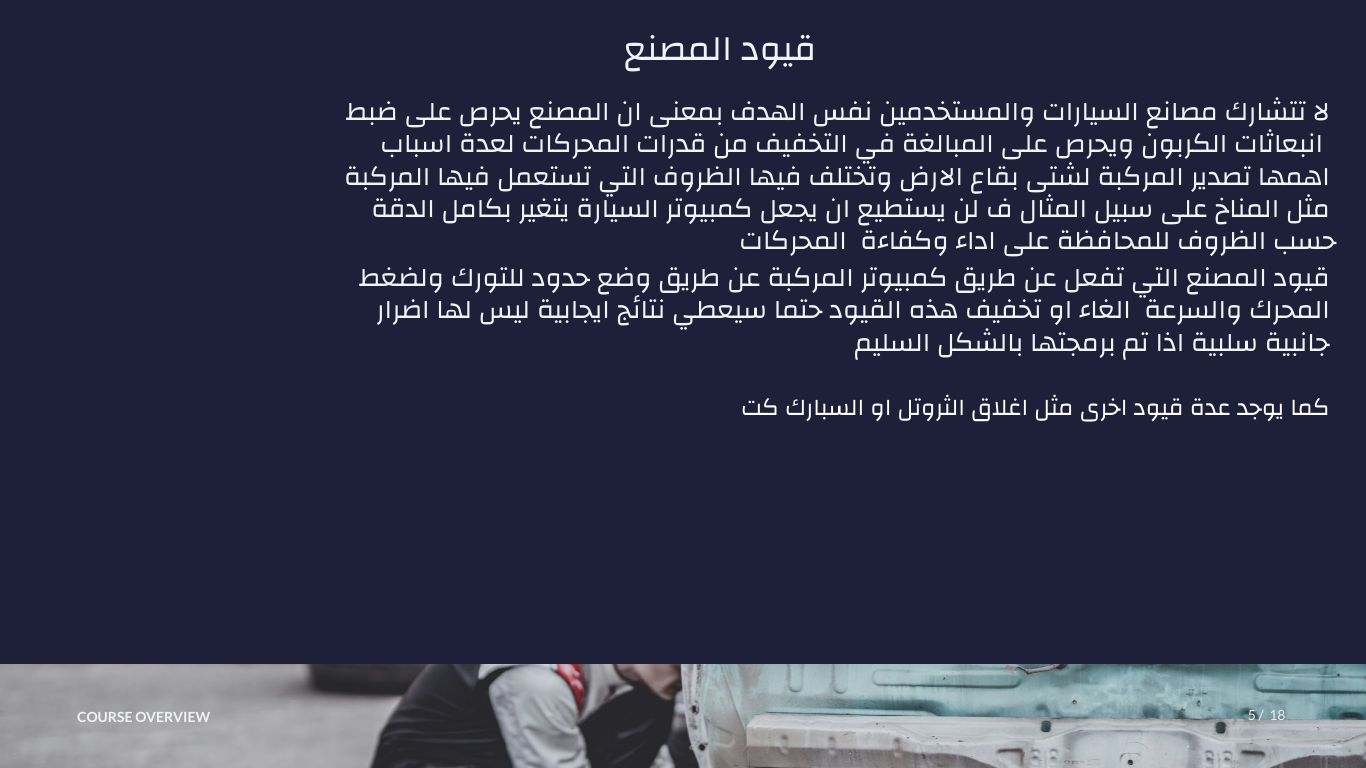 قيود المصنع
لا تتشارك مصانع السيارات والمستخدمين نفس الهدف بمعنى ان المصنع يحرص على ضبط
انبعاثات الكربون ويحرص على المبالغة في التخفيف من قدرات المحركات لعدة اسباب
اهمها تصدير المركبة لشتى بقاع الارض وتختلف فيها الظروف التي تستعمل فيها المركبة
مثل المناخ على سبيل المثال ف لن يستطيع ان يجعل كمبيوتر السيارة يتغير بكامل الدقة
حسب الظروف للمحافظة على اداء وكفاءة المحركات
قيود المصنع التي تفعل عن طريق كمبيوتر المركبة عن طريق وضع حدود للتورك ولضغط
المحرك والسرعة الغاء او تخفيف هذه القيود حتما سيعطي نتائج ايجابية ليس لها اضرار
جانبية سلبية اذا تم برمجتها بالشكل السليم
كما يوجد عدة قيود اخرى مثل اغلاق الثروتل او السبارك كت
COURSE OVERVIEW
5 / 18